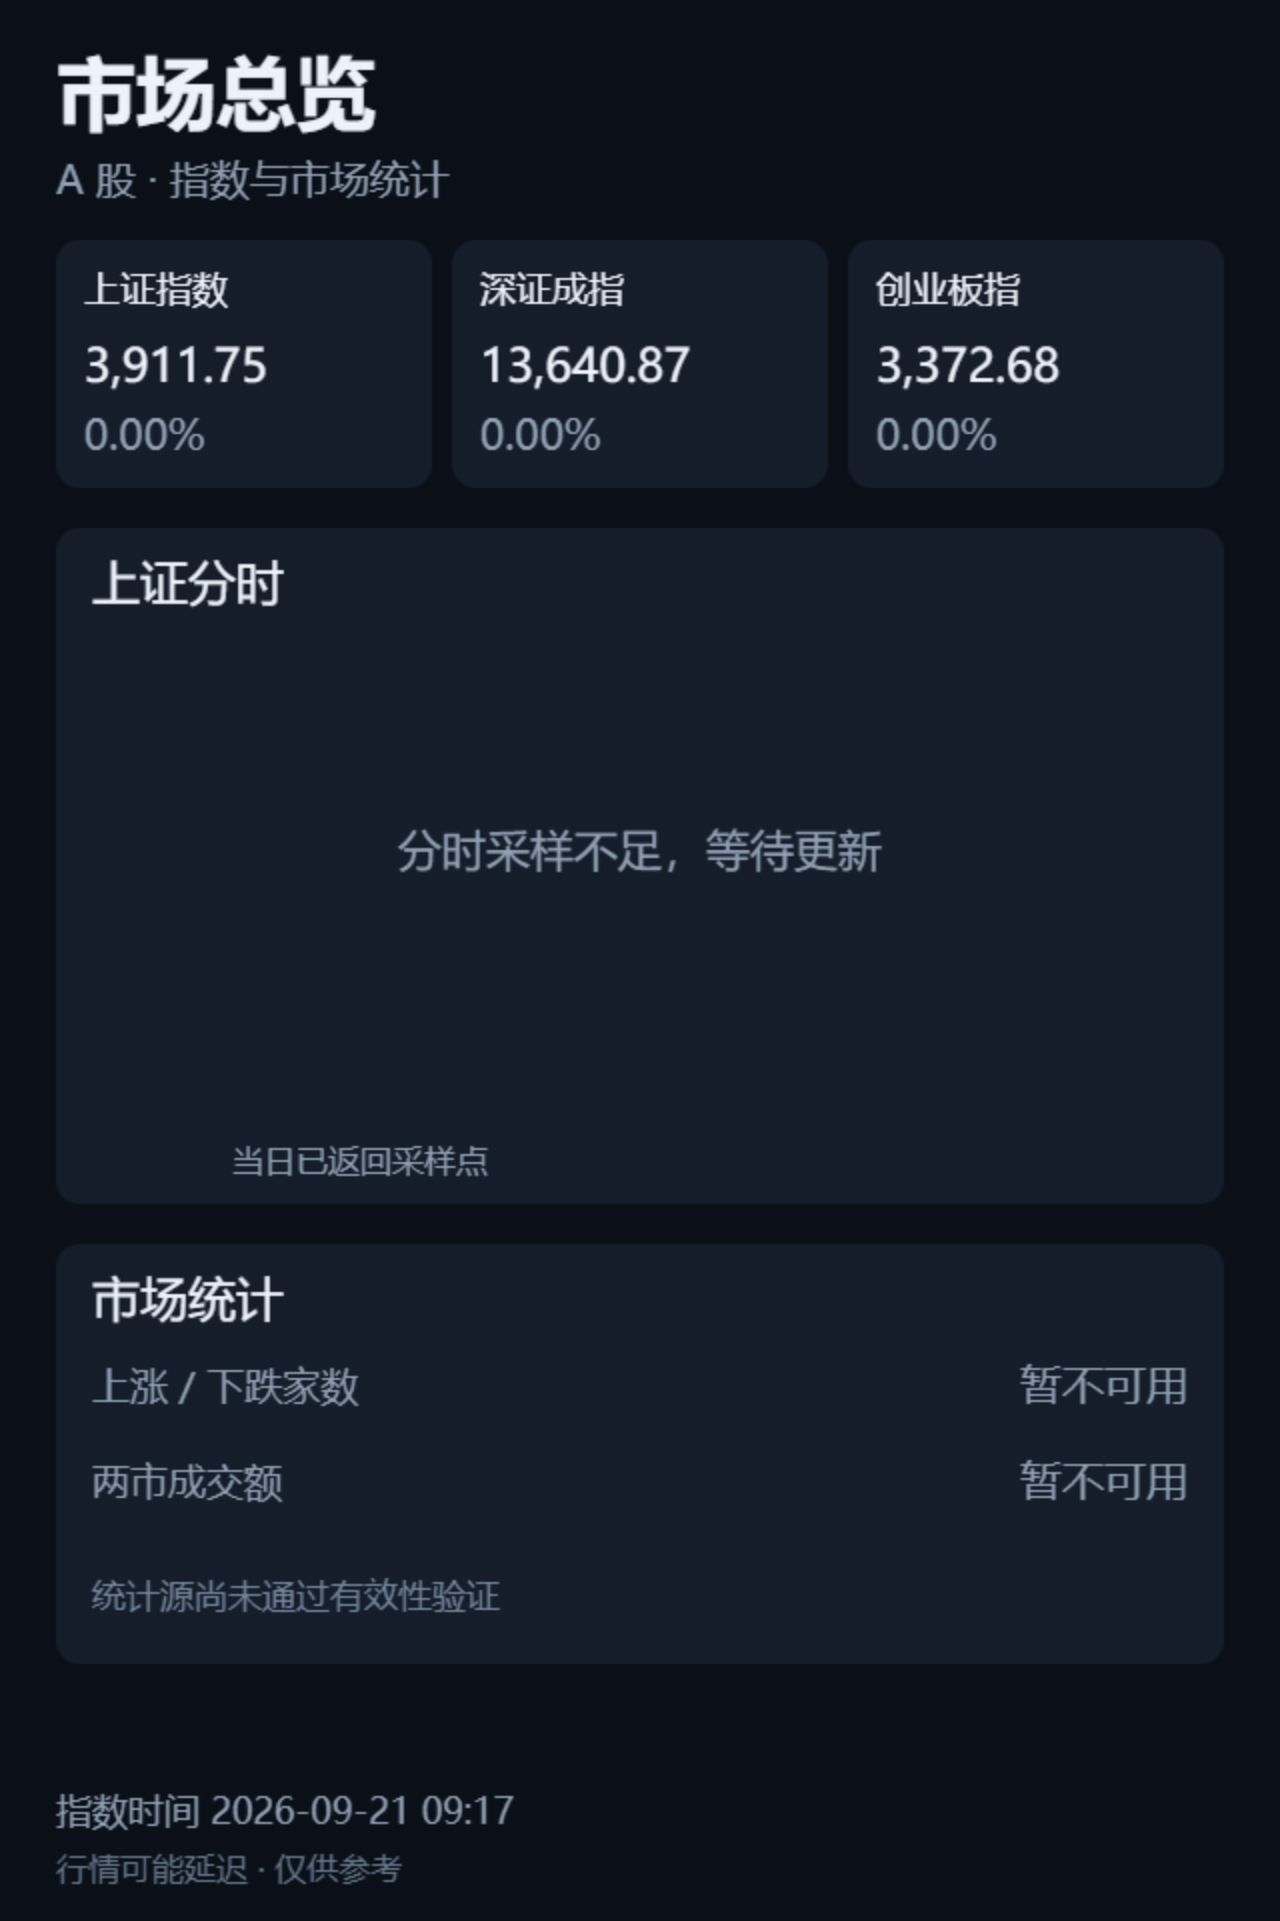 市场总览
A 股 · 指数与市场统计
上证指数
3,911.75
0.00%
深证成指
13,640.87
0.00%
创业板指
3,372.68
0.00%
上证分时
分时采样不足，等待更新
当日已返回采样点
市场统计
上涨 / 下跌家数 暂不可用
两市成交额 暂不可用
统计源尚未通过有效性验证
指数时间 2026-09-21 09:17
行情可能延迟 · 仅供参考